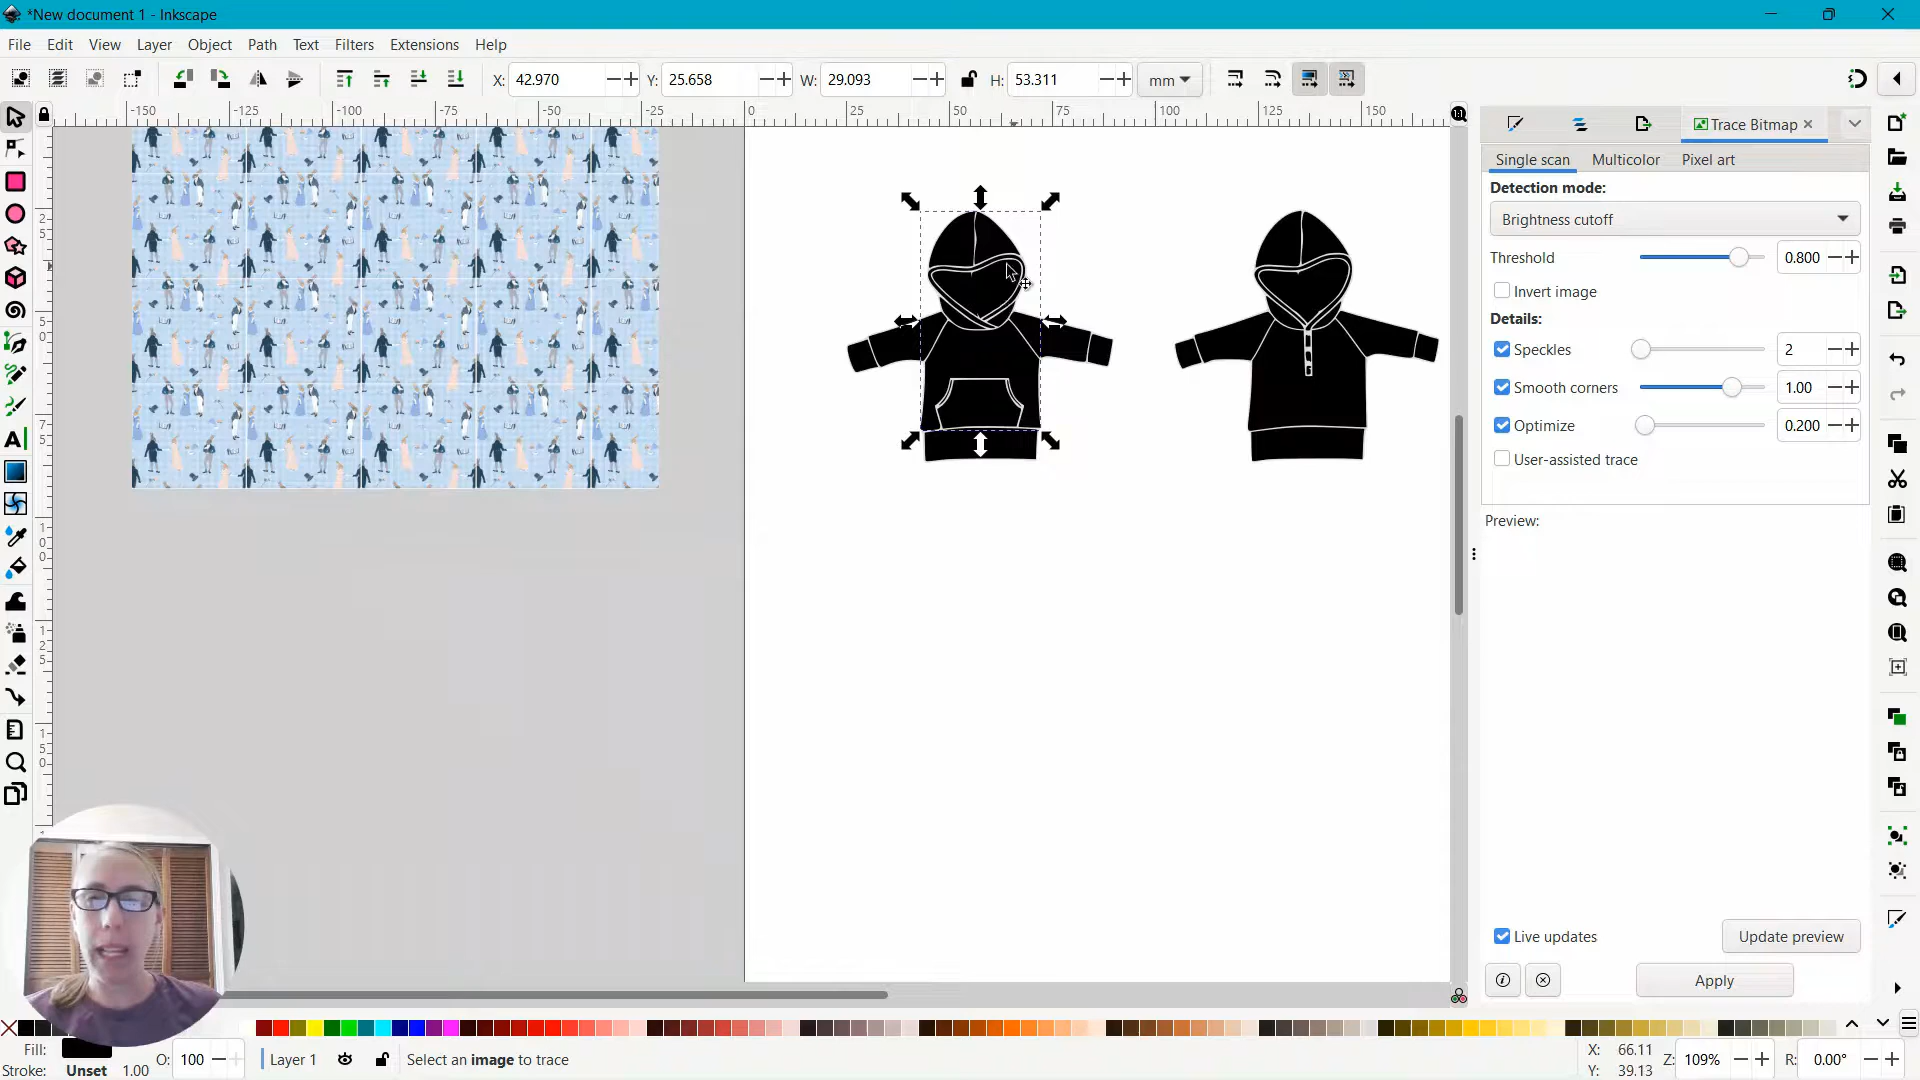 *New document 1 - Inkscape
File Edit View Layer Object Path Text Filters Extensions Help
X: 42.970 Y: 25.658 W: 29.093 H: 53.311 mm
-150 -125 -100 -75 -50 -25 0 25 50 75 100 125 150
Trace Bitmap
Single scan Multicolor Pixel art
Detection mode:
Brightness cutoff
Threshold 0.800
Invert image
Details:
Speckles 2
Smooth corners 1.00
Optimize 0.200
User-assisted trace
Preview:
Live updates Update preview
Apply
Fill:
Stroke: Unset 1.00
O: 100
Layer 1
Select an image to trace
X: 66.11
Y: 39.13
Z: 109%
R: 0.00°